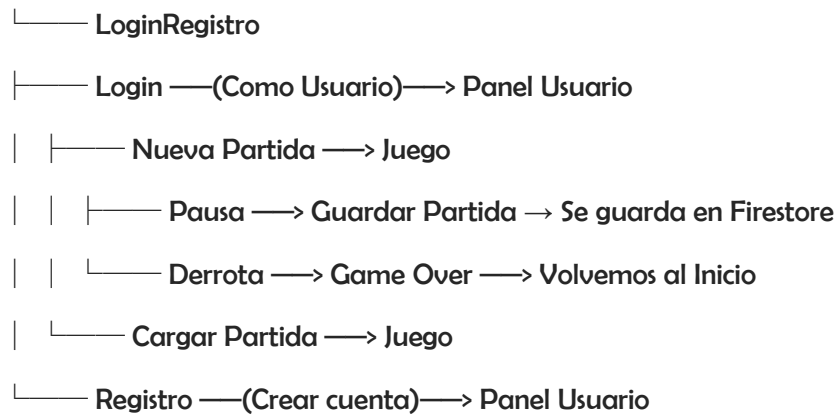 └── LoginRegistro
├── Login ──(Como Usuario)──> Panel Usuario
│ ├── Nueva Partida ──> Juego
│ │ ├── Pausa ──> Guardar Partida → Se guarda en Firestore
│ │ └── Derrota ──> Game Over ──> Volvemos al Inicio
│ └── Cargar Partida ──> Juego
└── Registro ──(Crear cuenta)──> Panel Usuario